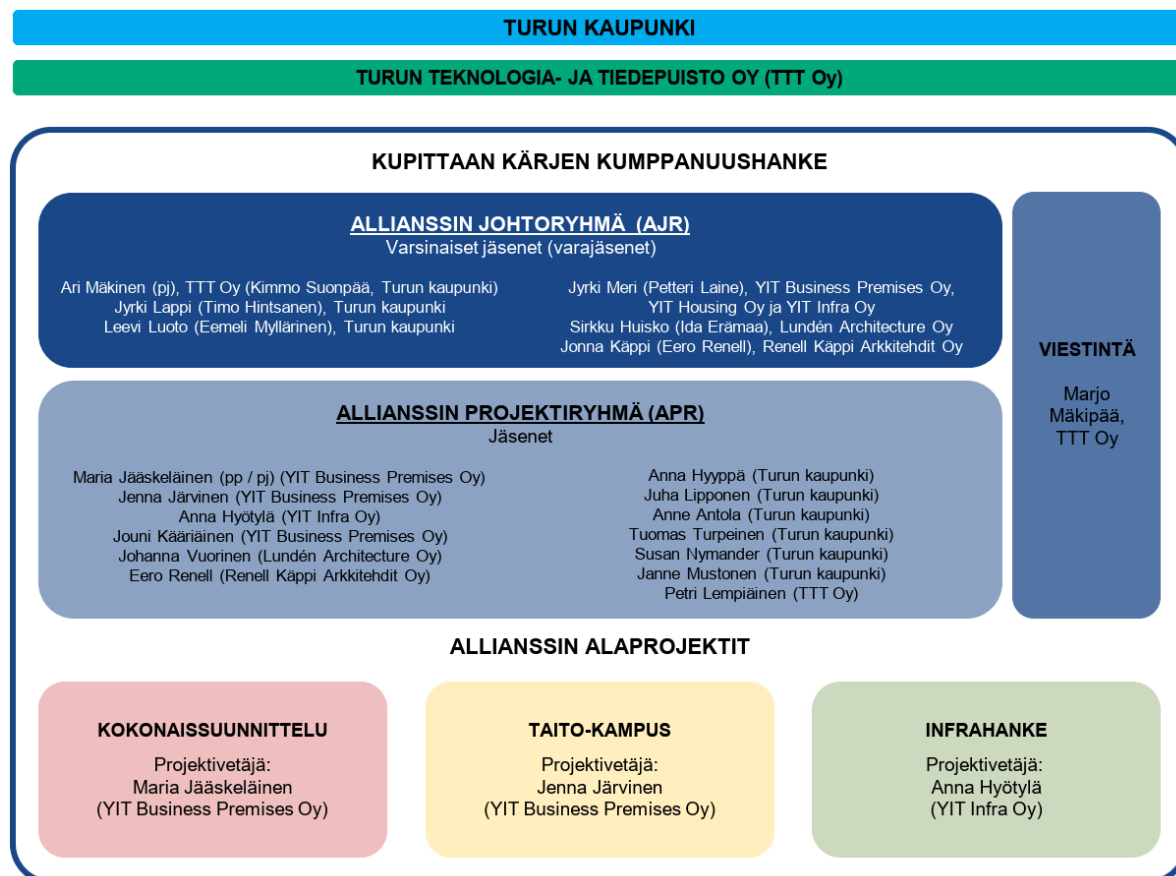 TURUN KAUPUNKI
TURUN TEKNOLOGIA- JA TIEDEPUISTO OY (TTT Oy)
KUPITTAAN KÄRJEN KUMPPANUUSHANKE
ALLIANSSIN JOHTORYHMÄ (AJR)
Varsinaiset jäsenet (varajäsenet)
Ari Mäkinen (pj), TTT Oy (Kimmo Suonpää, Turun kaupunki)
Jyrki Lappi (Timo Hintsanen), Turun kaupunki
Leevi Luoto (Eemeli Myllärinen), Turun kaupunki
Jyrki Meri (Petteri Laine), YIT Business Premises Oy,
YIT Housing Oy ja YIT Infra Oy
Sirkku Huisko (Ida Erämaa), Lundén Architecture Oy
Jonna Käppi (Eero Renell), Renell Käppi Arkkitehdit Oy
VIESTINTÄ
Marjo
Mäkipää,
TTT Oy
ALLIANSSIN PROJEKTIRYHMÄ (APR)
Jäsenet
Maria Jääskeläinen (pp / pj) (YIT Business Premises Oy)
Jenna Järvinen (YIT Business Premises Oy)
Anna Hyötylä (YIT Infra Oy)
Jouni Kääriäinen (YIT Business Premises Oy)
Johanna Vuorinen (Lundén Architecture Oy)
Eero Renell (Renell Käppi Arkkitehdit Oy)
Anna Hyyppä (Turun kaupunki)
Juha Lipponen (Turun kaupunki)
Anne Antola (Turun kaupunki)
Tuomas Turpeinen (Turun kaupunki)
Susan Nymander (Turun kaupunki)
Janne Mustonen (Turun kaupunki)
Petri Lempiäinen (TTT Oy)
ALLIANSSIN ALAPROJEKTIT
KOKONAISSUUNNITTELU
Projektivetäjä:
Maria Jääskeläinen
(YIT Business Premises Oy)
TAITO-KAMPUS
Projektivetäjä:
Jenna Järvinen
(YIT Business Premises Oy)
INFRAHANKE
Projektivetäjä:
Anna Hyötylä
(YIT Infra Oy)